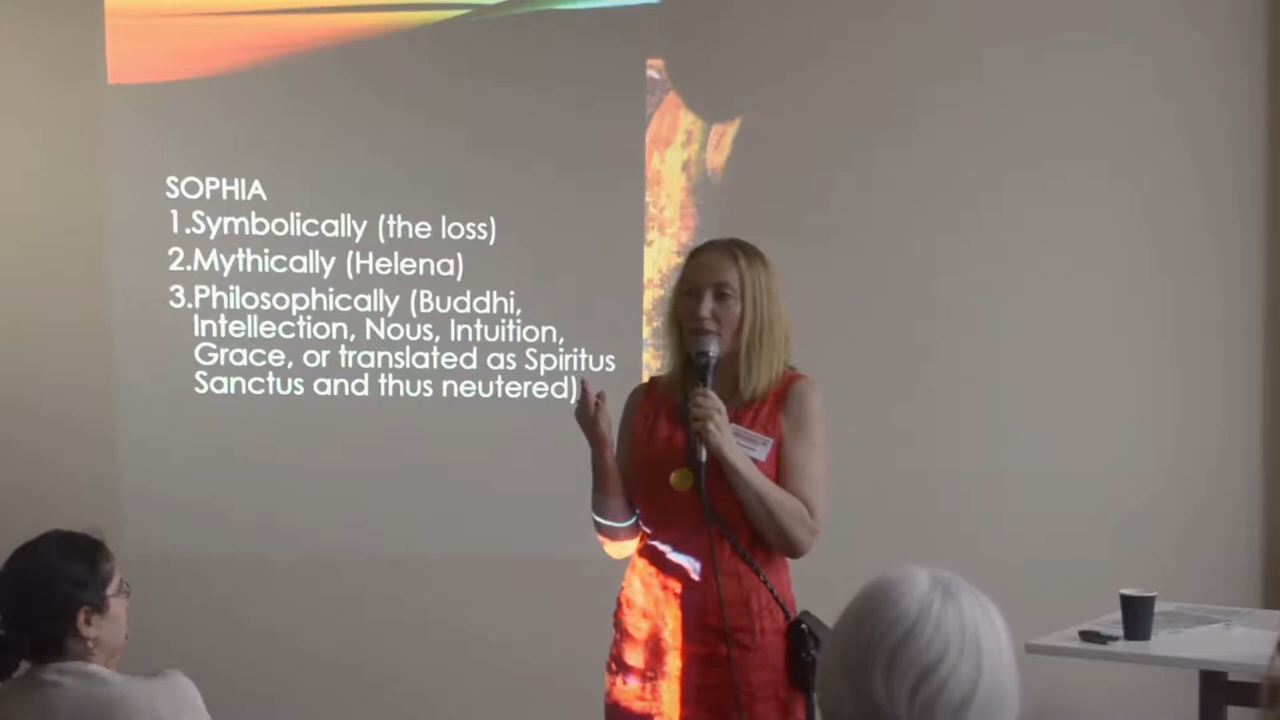 SOPHIA
1.Symbolically (the loss)
2.Mythically (Helena)
3.Philosophically (Buddhi,
Intellection, Nous, Intuition,
Grace, or translated as Spiritus
Sanctus and thus neutered)